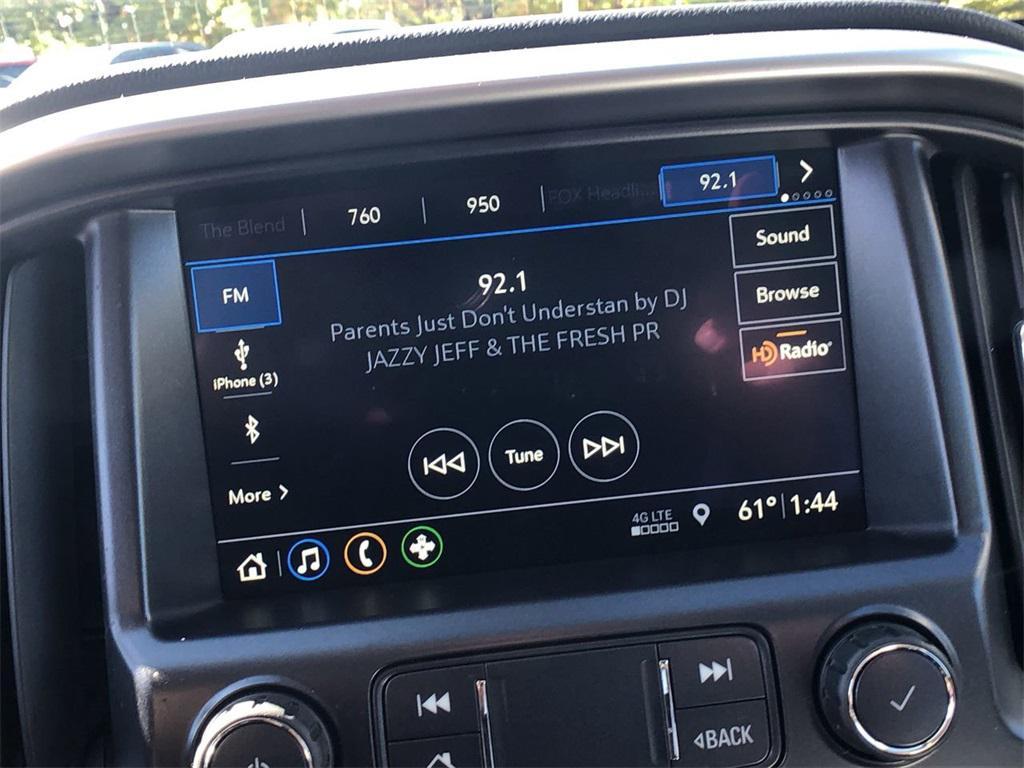 The Blend
760
950
FOX Headli...
92.1
FM
92.1
Sound
Parents Just Don't Understan by DJ
JAZZY JEFF & THE FRESH PR
Browse
HD Radio
iPhone (3)
Tune
More
4G LTE
61° 1:44
BACK